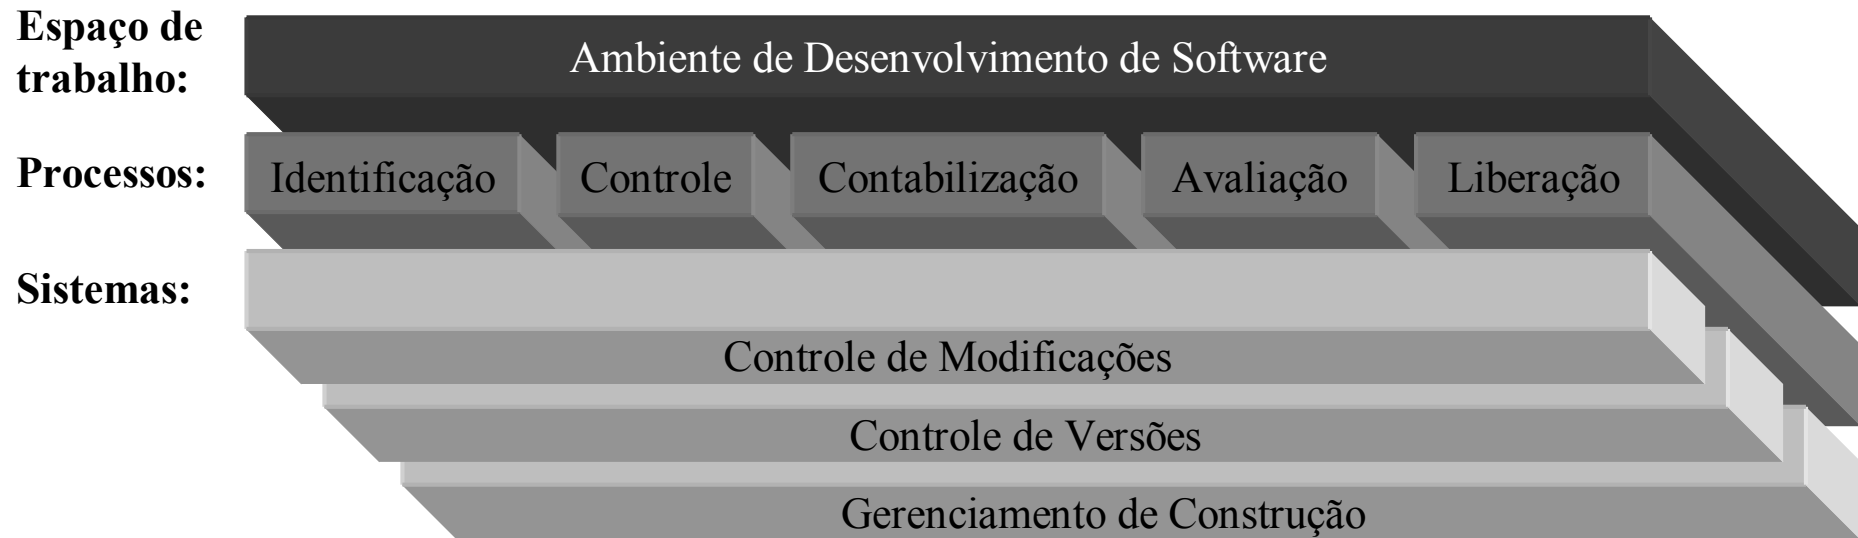 Espaço de
trabalho:
Ambiente de Desenvolvimento de Software
Processos:
Identificação
Controle
Contabilização
Avaliação
Liberação
Sistemas:
Controle de Modificações
Controle de Versões
Gerenciamento de Construção